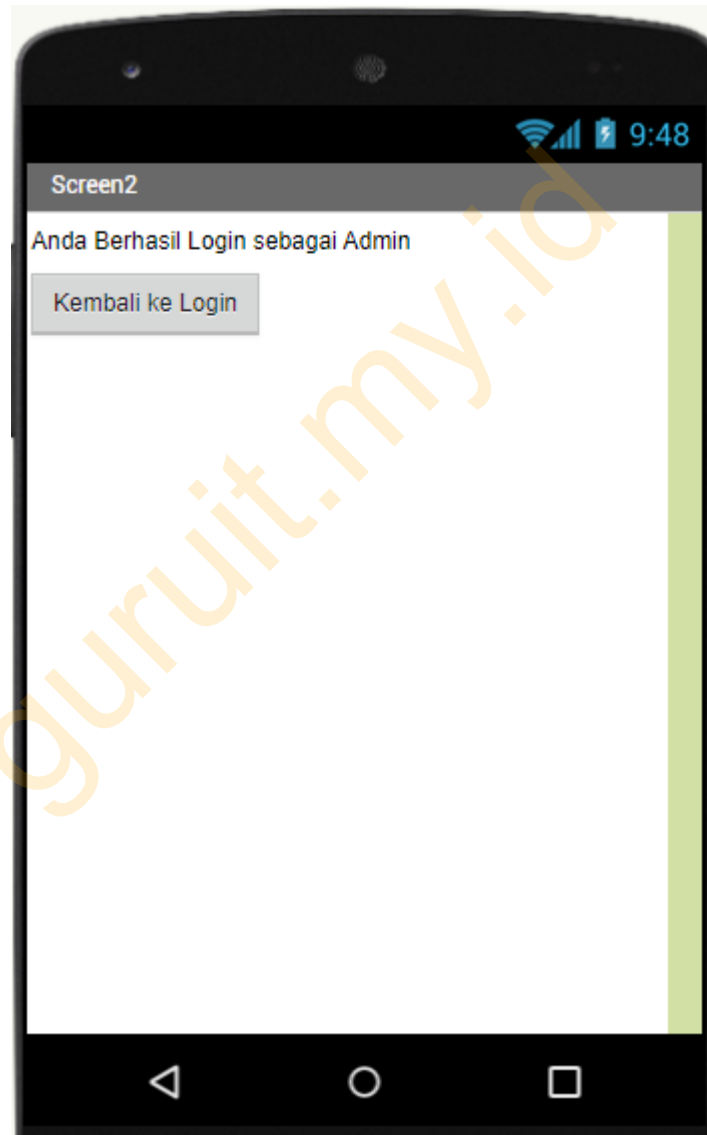 9:48
Screen2
Anda Berhasil Login sebagai Admin
Kembali ke Login
guruit.my.id